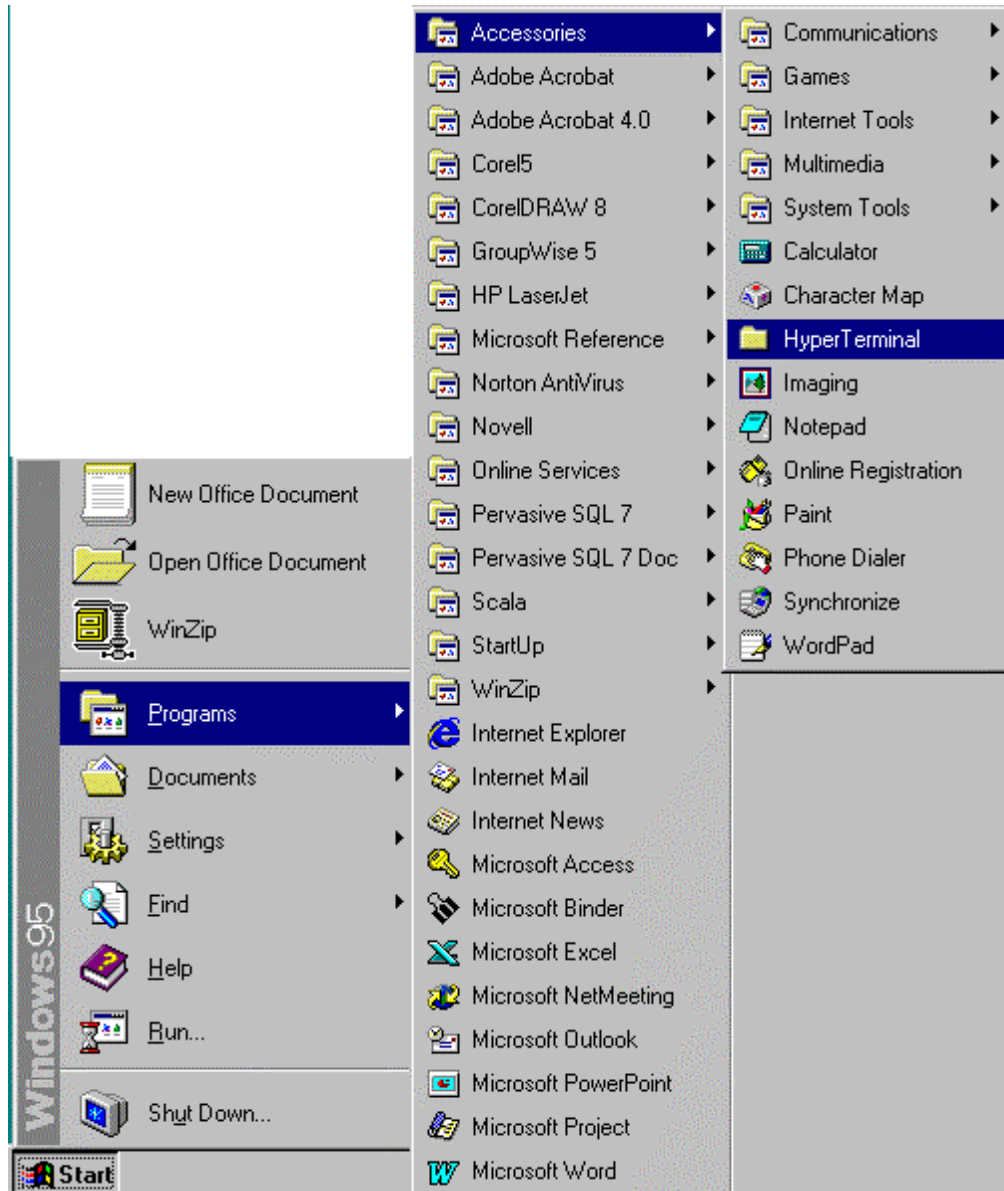 New Office Document
Open Office Document
WinZip
Programs
Documents
Settings
Find
Help
Run...
Shut Down...
Windows95
Start
Accessories
Adobe Acrobat
Adobe Acrobat 4.0
Corel5
CorelDRAW 8
GroupWise 5
HP LaserJet
Microsoft Reference
Norton AntiVirus
Novell
Online Services
Pervasive SQL 7
Pervasive SQL 7 Doc
Scala
StartUp
WinZip
Internet Explorer
Internet Mail
Internet News
Microsoft Access
Microsoft Binder
Microsoft Excel
Microsoft NetMeeting
Microsoft Outlook
Microsoft PowerPoint
Microsoft Project
Microsoft Word
Communications
Games
Internet Tools
Multimedia
System Tools
Calculator
Character Map
HyperTerminal
Imaging
Notepad
Online Registration
Paint
Phone Dialer
Synchronize
WordPad